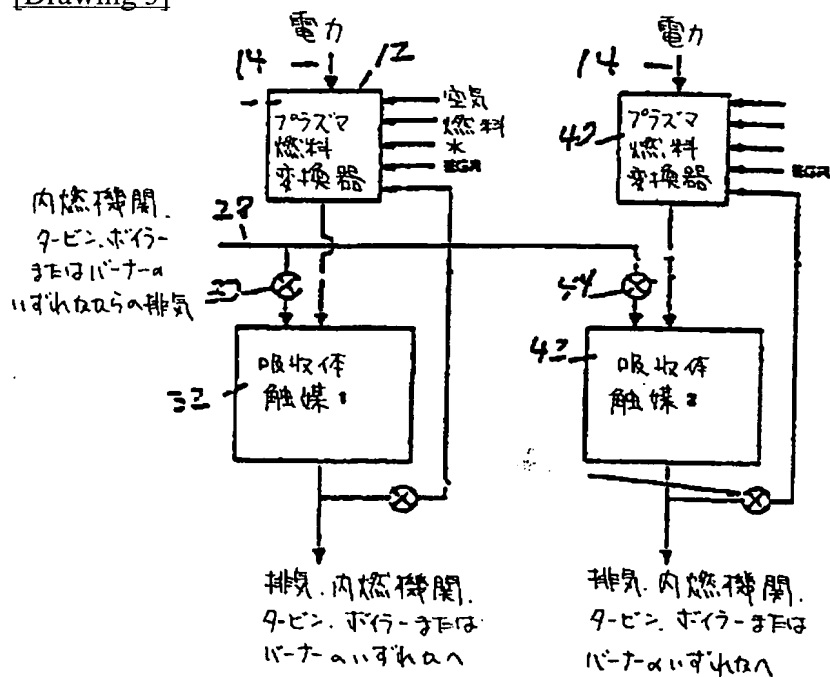 [Drawing 5]
電力
14
12
プラズマ
燃料
変換器
空気
燃料
水
EGR
電力
14
プラズマ
燃料
変換器
EGR
内燃機関、
タービン、ボイラー
またはバーナーの
いずれかからの排気
28
吸収体
触媒1
32
54
42
吸収体
触媒2
排気、内燃機関、
タービン、ボイラーまたは
バーナーのいずれかへ
排気、内燃機関、
タービン、ボイラーまたは
バーナーのいずれかへ